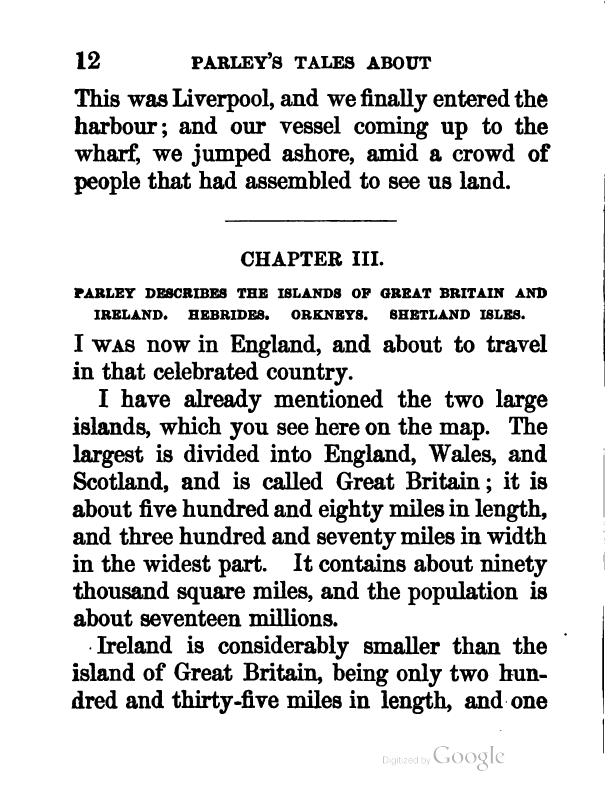 12 PARLEY'S TALES ABOUT
This was Liverpool, and we finally entered the
harbour; and our vessel coming up to the
wharf, we jumped ashore, amid a crowd of
people that had assembled to see us land.
CHAPTER III.
PARLEY DESCRIBES THE ISLANDS OF GREAT BRITAIN AND
IRELAND. HEBRIDES. ORKNEYS. SHETLAND ISLES.
I WAS now in England, and about to travel
in that celebrated country.
I have already mentioned the two large
islands, which you see here on the map. The
largest is divided into England, Wales, and
Scotland, and is called Great Britain; it is
about five hundred and eighty miles in length,
and three hundred and seventy miles in width
in the widest part. It contains about ninety
thousand square miles, and the population is
about seventeen millions.
Ireland is considerably smaller than the
island of Great Britain, being only two hun-
dred and thirty-five miles in length, and one
Digitized by Google